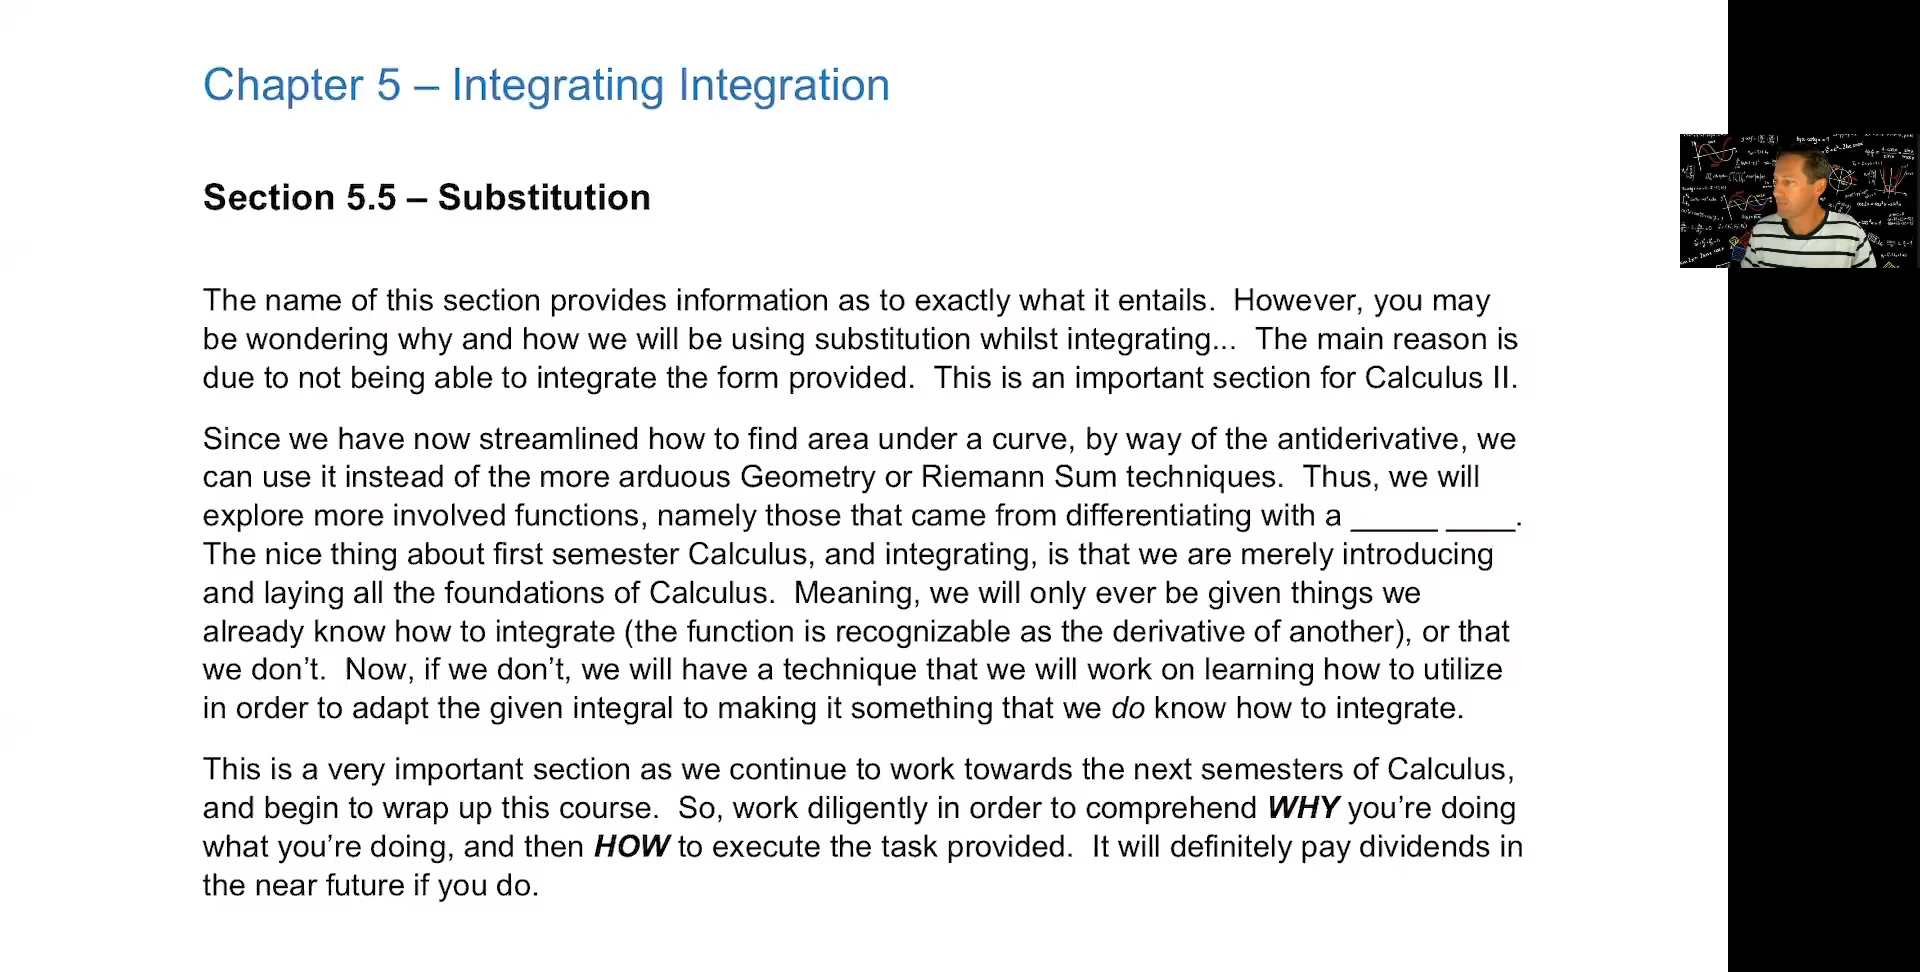 Chapter 5 – Integrating Integration
Section 5.5 – Substitution
The name of this section provides information as to exactly what it entails.  However, you may
be wondering why and how we will be using substitution whilst integrating...  The main reason is
due to not being able to integrate the form provided.  This is an important section for Calculus II.
Since we have now streamlined how to find area under a curve, by way of the antiderivative, we
can use it instead of the more arduous Geometry or Riemann Sum techniques.  Thus, we will
explore more involved functions, namely those that came from differentiating with a _____ ____.
The nice thing about first semester Calculus, and integrating, is that we are merely introducing
and laying all the foundations of Calculus.  Meaning, we will only ever be given things we
already know how to integrate (the function is recognizable as the derivative of another), or that
we don’t.  Now, if we don’t, we will have a technique that we will work on learning how to utilize
in order to adapt the given integral to making it something that we do know how to integrate.
This is a very important section as we continue to work towards the next semesters of Calculus,
and begin to wrap up this course.  So, work diligently in order to comprehend WHY you’re doing
what you’re doing, and then HOW to execute the task provided.  It will definitely pay dividends in
the near future if you do.